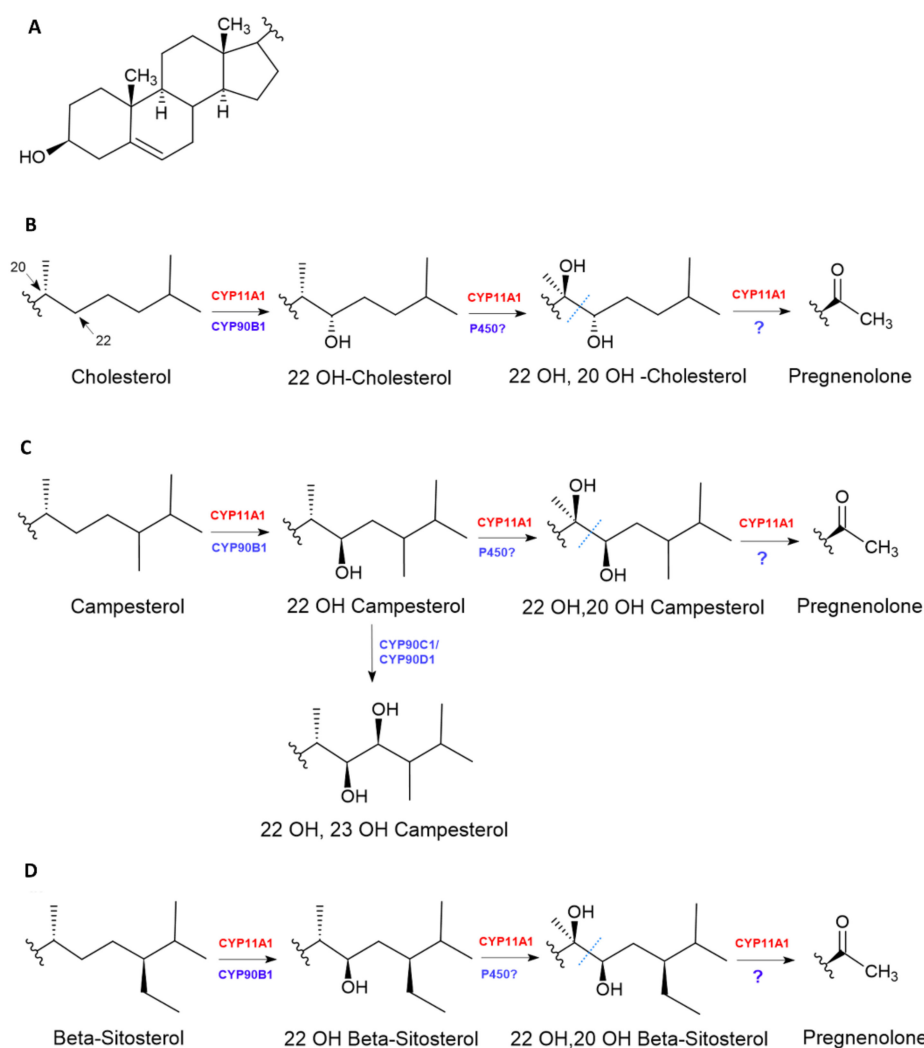 A
CH₃
CH₃
H
H
HO
B
20
22
OH
OH
OH
O
CH₃
CYP11A1
CYP90B1
CYP11A1
P450?
CYP11A1
?
Cholesterol
22 OH-Cholesterol
22 OH, 20 OH -Cholesterol
Pregnenolone
C
OH
OH
OH
O
CH₃
CYP11A1
CYP90B1
CYP11A1
P450?
CYP11A1
?
Campesterol
22 OH Campesterol
22 OH,20 OH Campesterol
Pregnenolone
CYP90C1/
CYP90D1
OH
OH
22 OH, 23 OH Campesterol
D
OH
OH
OH
O
CH₃
CYP11A1
CYP90B1
CYP11A1
P450?
CYP11A1
?
Beta-Sitosterol
22 OH Beta-Sitosterol
22 OH,20 OH Beta-Sitosterol
Pregnenolone